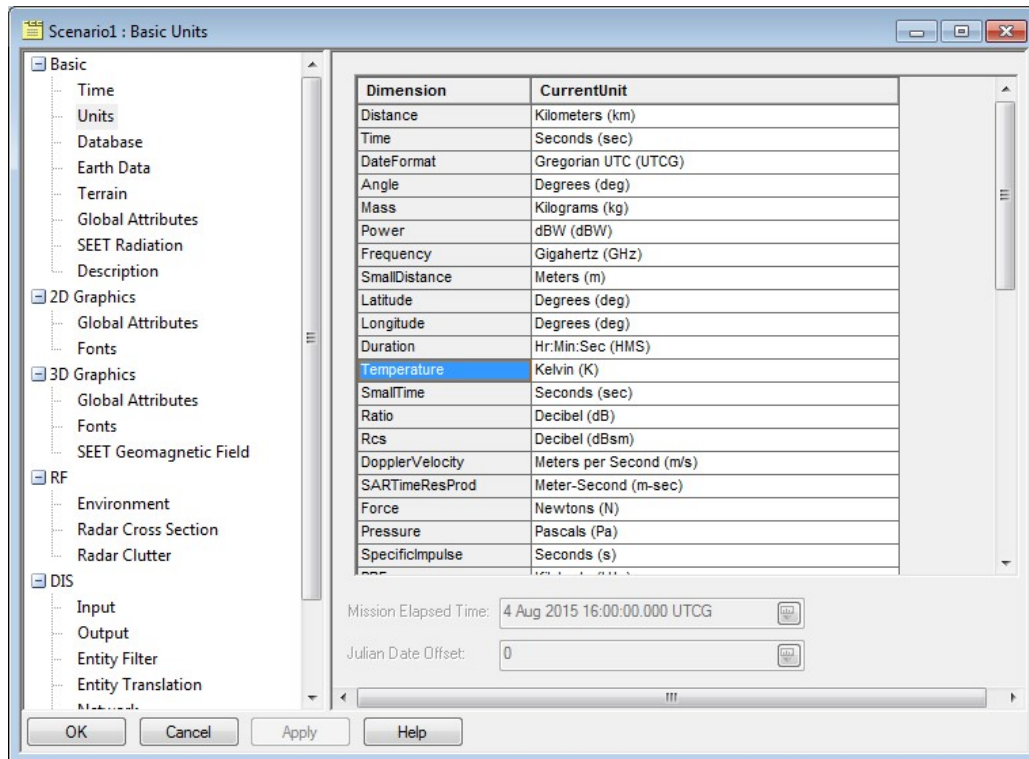 Scenario1 : Basic Units
Basic
Time
Units
Database
Earth Data
Terrain
Global Attributes
SEET Radiation
Description
2D Graphics
Global Attributes
Fonts
3D Graphics
Global Attributes
Fonts
SEET Geomagnetic Field
RF
Environment
Radar Cross Section
Radar Clutter
DIS
Input
Output
Entity Filter
Entity Translation
Dimension CurrentUnit
Distance Kilometers (km)
Time Seconds (sec)
DateFormat Gregorian UTC (UTCG)
Angle Degrees (deg)
Mass Kilograms (kg)
Power dBW (dBW)
Frequency Gigahertz (GHz)
SmallDistance Meters (m)
Latitude Degrees (deg)
Longitude Degrees (deg)
Duration Hr:Min:Sec (HMS)
Temperature Kelvin (K)
SmallTime Seconds (sec)
Ratio Decibel (dB)
Rcs Decibel (dBsm)
DopplerVelocity Meters per Second (m/s)
SARTimeResProd Meter-Second (m-sec)
Force Newtons (N)
Pressure Pascals (Pa)
SpecificImpulse Seconds (s)
Mission Elapsed Time: 4 Aug 2015 16:00:00.000 UTCG
Julian Date Offset: 0
OK Cancel Apply Help